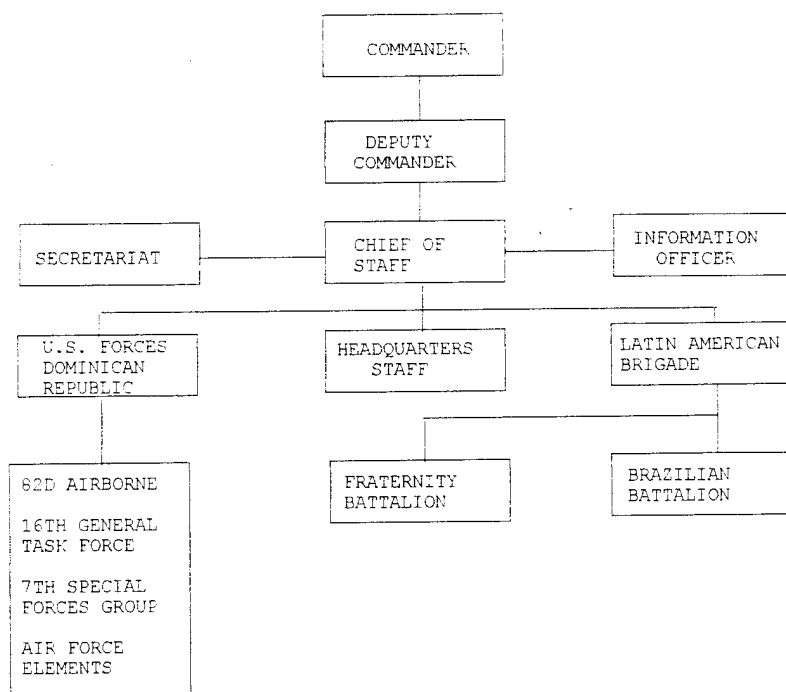 COMMANDER
DEPUTY
COMMANDER
SECRETARIAT
CHIEF OF
STAFF
INFORMATION
OFFICER
U.S. FORCES
DOMINICAN
REPUBLIC
HEADQUARTERS
STAFF
LATIN AMERICAN
BRIGADE
82D AIRBORNE
16TH GENERAL
TASK FORCE
7TH SPECIAL
FORCES GROUP
AIR FORCE
ELEMENTS
FRATERNITY
BATTALION
BRAZILIAN
BATTALION